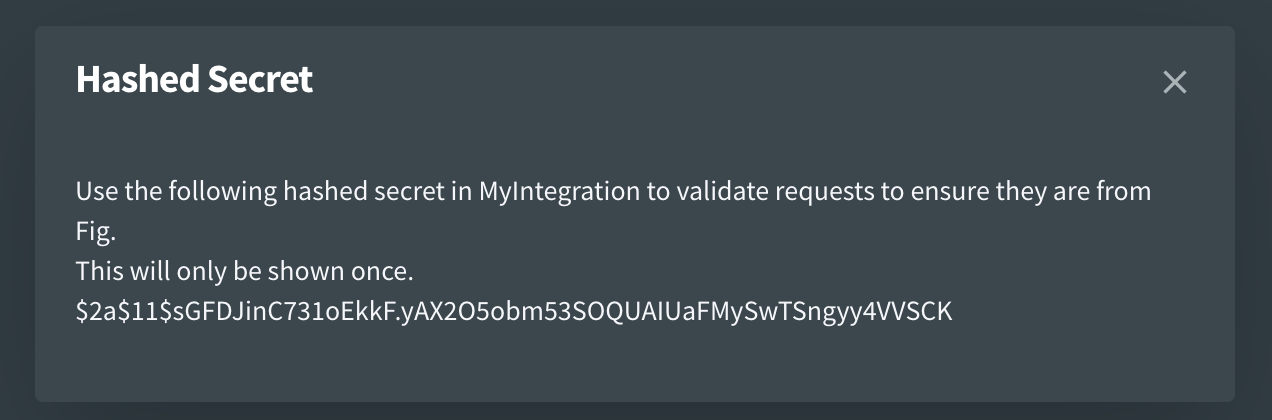 Hashed Secret
Use the following hashed secret in MyIntegration to validate requests to ensure they are from
Fig.
This will only be shown once.
$2a$11$sGFDJinC731oEkkF.yAX2O5obm53SOQUAIUaFMySwTSngyy4VVSCK